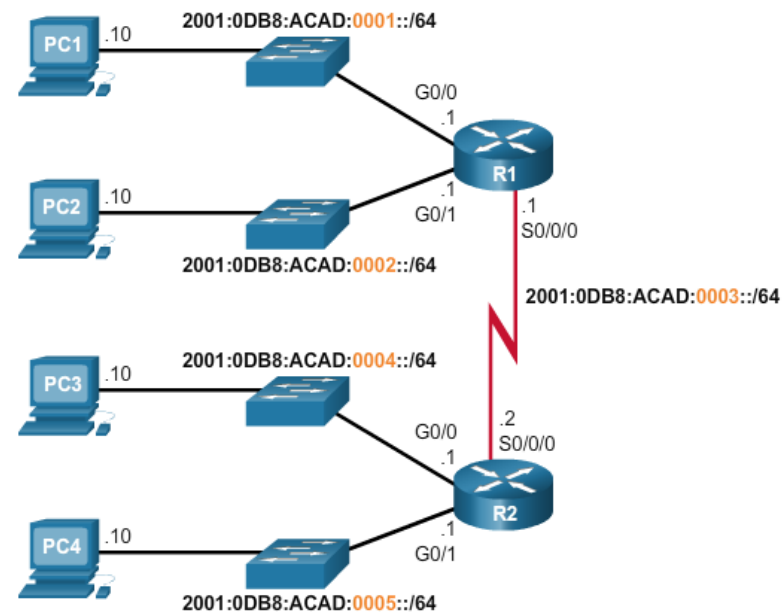 2001:0DB8:ACAD:0001::/64
PC1
.10
G0/0
.1
R1
PC2
.10
.1
G0/1
.1
S0/0/0
2001:0DB8:ACAD:0002::/64
2001:0DB8:ACAD:0003::/64
2001:0DB8:ACAD:0004::/64
PC3
.10
G0/0
.1
.2
S0/0/0
R2
PC4
.10
.1
G0/1
2001:0DB8:ACAD:0005::/64